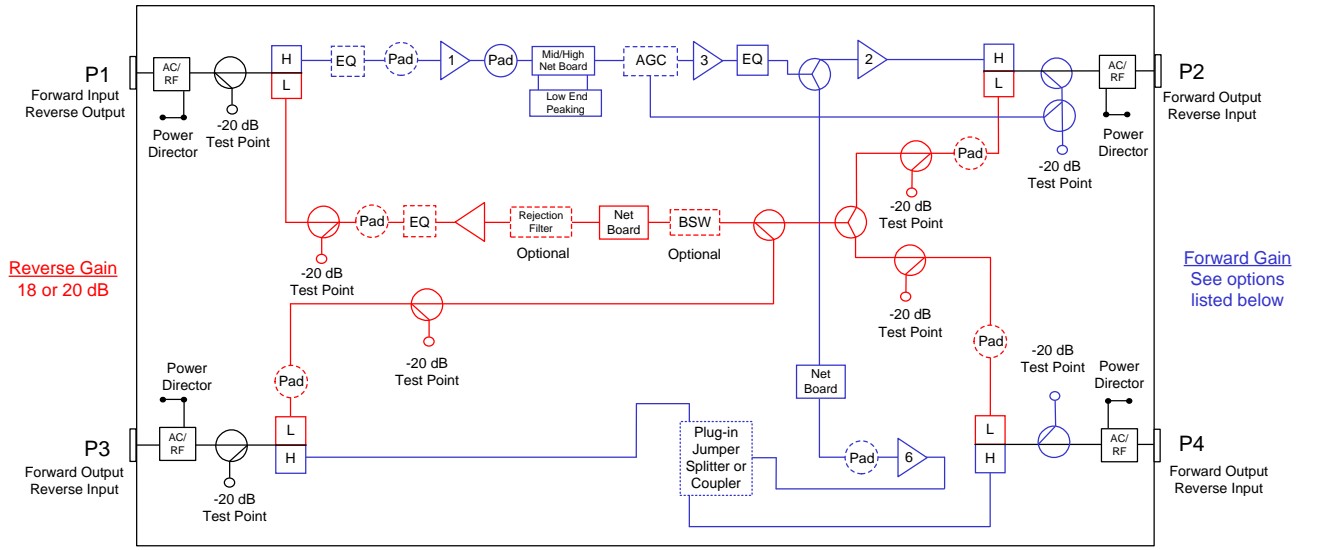 P1
Forward Input
Reverse Output
AC/
RF
Power
Director
-20 dB
Test Point
H
L
EQ
Pad
1
Pad
Mid/High
Net Board
Low End
Peaking
AGC
3
EQ
2
H
L
AC/
RF
P2
Forward Output
Reverse Input
-20 dB
Test Point
Power
Director
Pad
-20 dB
Test Point
-20 dB
Test Point
Pad
EQ
Rejection
Filter
Optional
Net
Board
BSW
Optional
-20 dB
Test Point
Reverse Gain
18 or 20 dB
Forward Gain
See options
listed below
-20 dB
Test Point
Pad
Pad
Net
Board
-20 dB
Test Point
Power
Director
Power
Director
P3
Forward Output
Reverse Input
AC/
RF
-20 dB
Test Point
L
H
Plug-in
Jumper
Splitter or
Coupler
Pad
6
L
H
AC/
RF
P4
Forward Output
Reverse Input